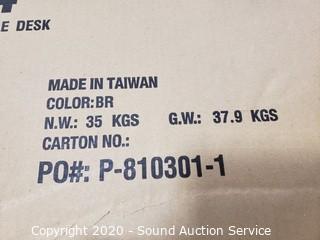 E DESK
MADE IN TAIWAN
COLOR:BR
N.W.: 35 KGS G.W.: 37.9 KGS
CARTON NO.:
PO#: P-810301-1
Copyright 2020 - Sound Auction Service